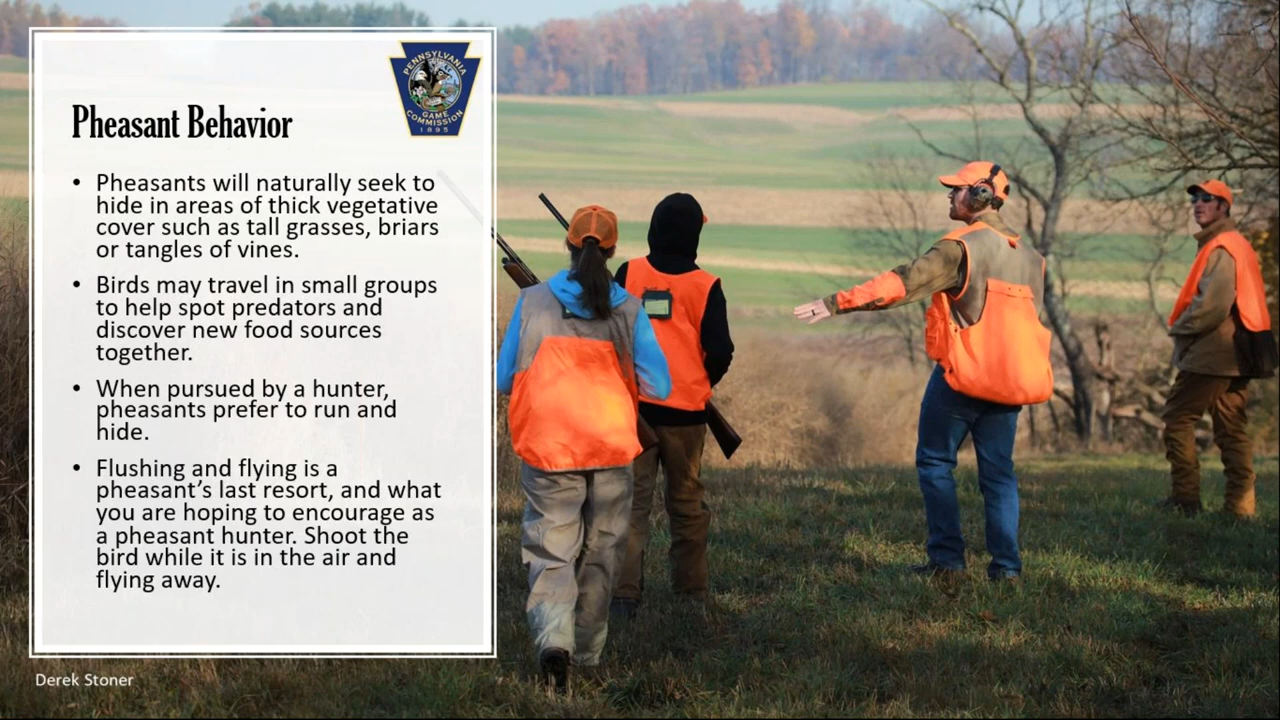 PENNSYLVANIA
GAME
COMMISSION
1895
Pheasant Behavior
• Pheasants will naturally seek to
hide in areas of thick vegetative
cover such as tall grasses, briars
or tangles of vines.
• Birds may travel in small groups
to help spot predators and
discover new food sources
together.
• When pursued by a hunter,
pheasants prefer to run and
hide.
• Flushing and flying is a
pheasant’s last resort, and what
you are hoping to encourage as
a pheasant hunter. Shoot the
bird while it is in the air and
flying away.
Derek Stoner